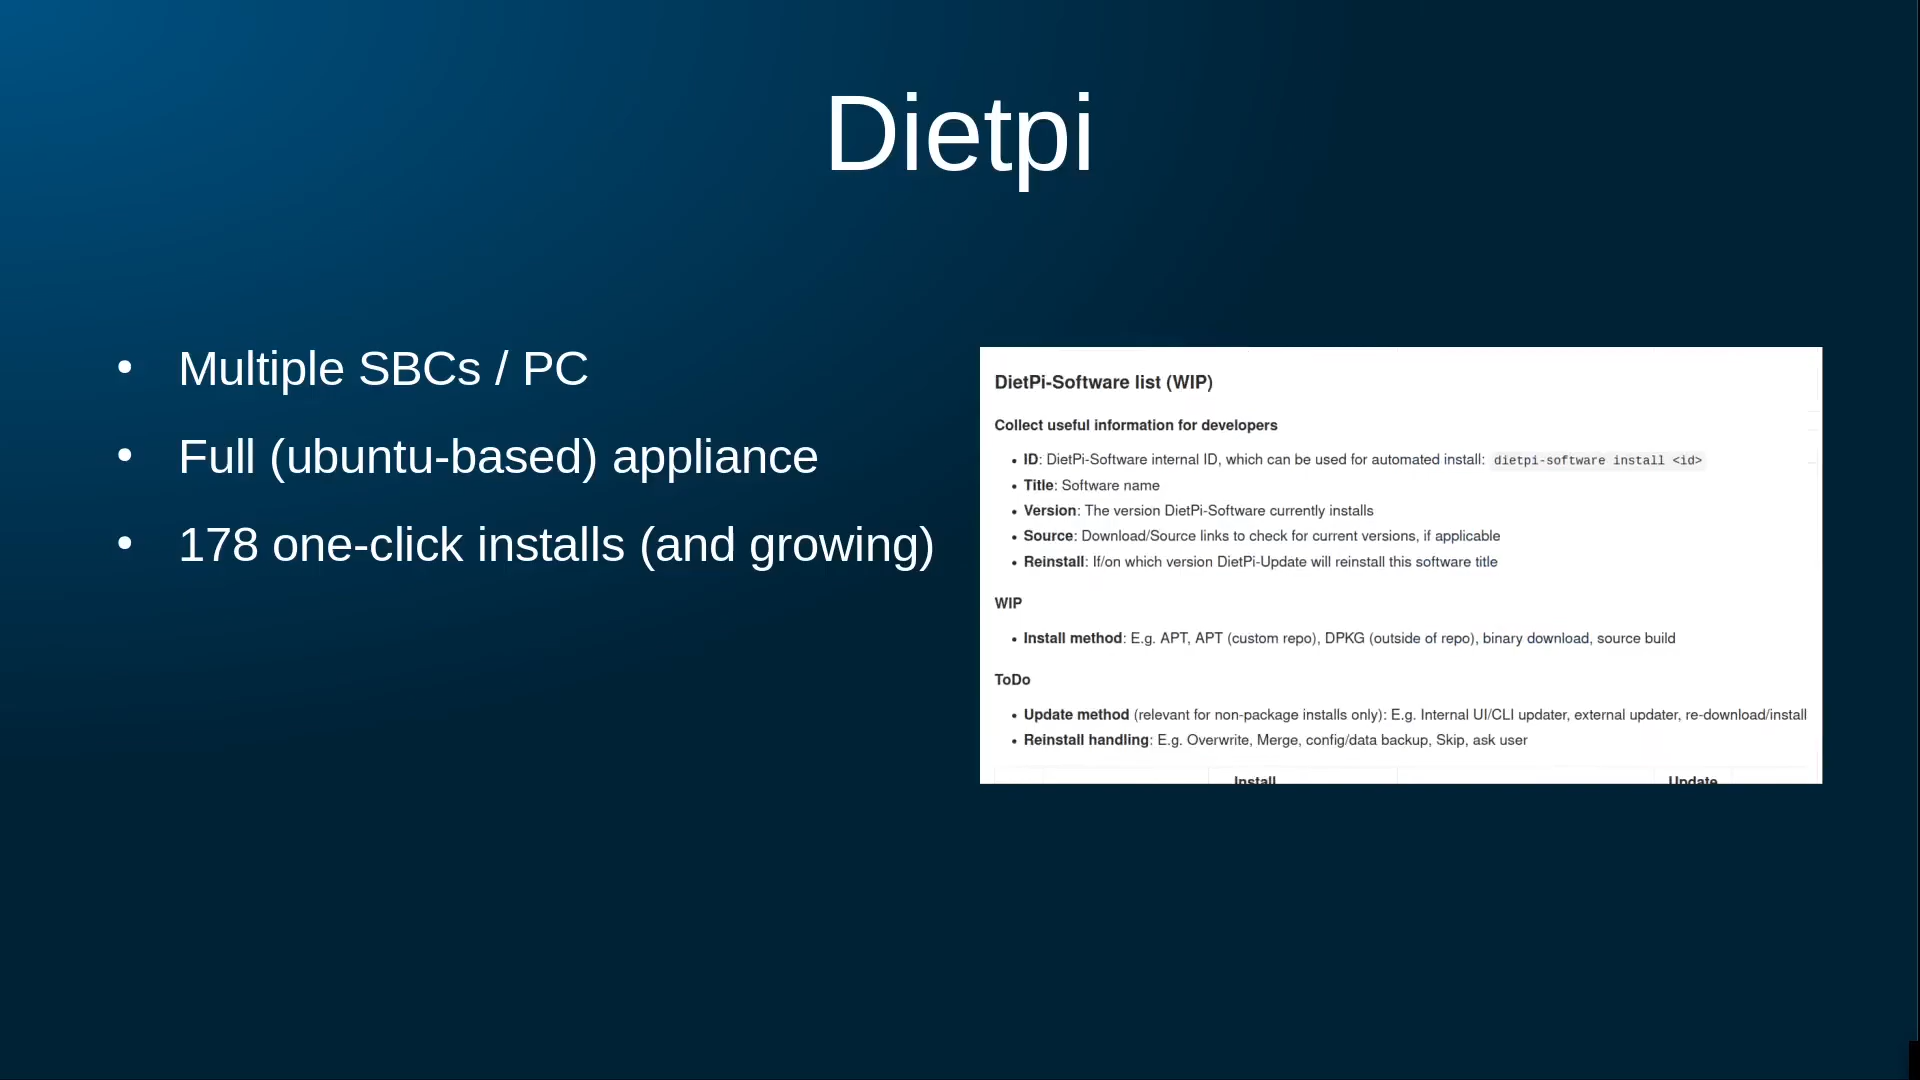 Dietpi
• Multiple SBCs / PC
• Full (ubuntu-based) appliance
• 178 one-click installs (and growing)
DietPi-Software list (WIP)
Collect useful information for developers
• ID: DietPi-Software internal ID, which can be used for automated install: dietpi-software install <id>
• Title: Software name
• Version: The version DietPi-Software currently installs
• Source: Download/Source links to check for current versions, if applicable
• Reinstall: If/on which version DietPi-Update will reinstall this software title
WIP
• Install method: E.g. APT, APT (custom repo), DPKG (outside of repo), binary download, source build
ToDo
• Update method (relevant for non-package installs only): E.g. Internal UI/CLI updater, external updater, re-download/install
• Reinstall handling: E.g. Overwrite, Merge, config/data backup, Skip, ask user
Install Update